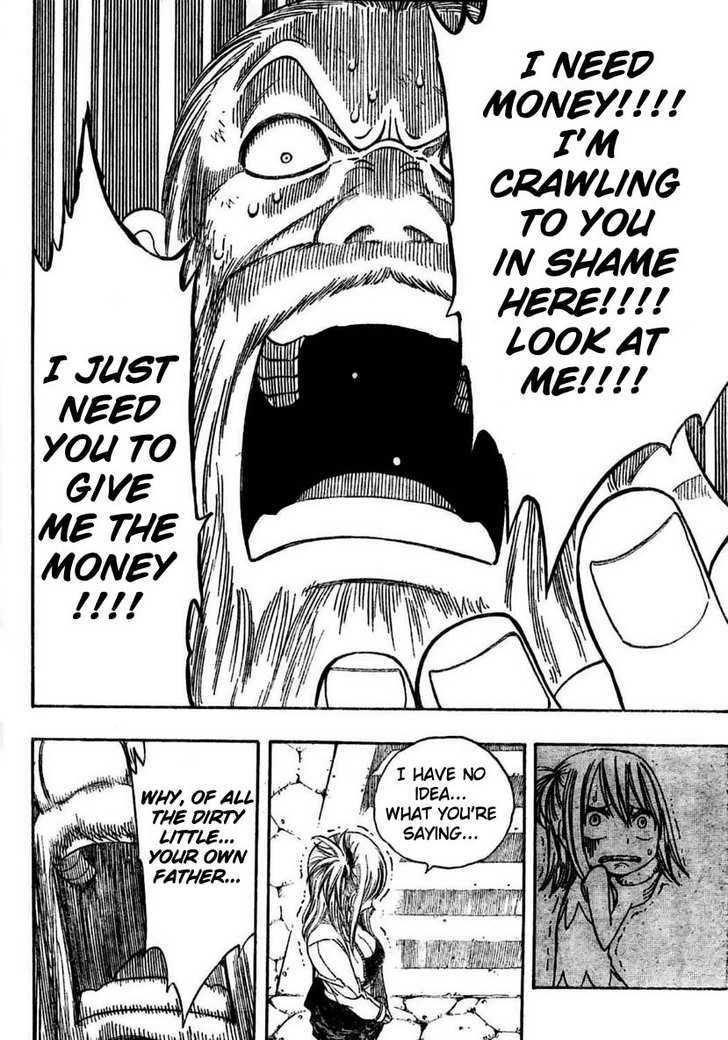 I NEED
MONEY!!!!
I'M
CRAWLING
TO YOU
IN SHAME
HERE!!!!
LOOK AT
ME!!!!
I JUST
NEED
YOU TO
GIVE
ME THE
MONEY
!!!!
I HAVE NO
IDEA...
WHAT YOU'RE
SAYING...
WHY, OF ALL
THE DIRTY
LITTLE...
YOUR OWN
FATHER...